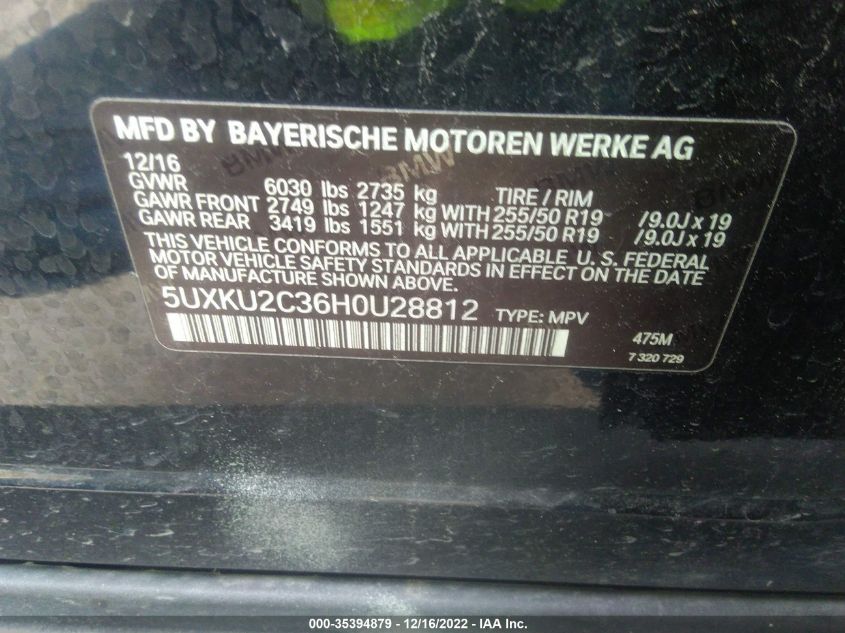 MFD BY BAYERISCHE MOTOREN WERKE AG
12/16
GVWR 6030 lbs 2735 kg TIRE / RIM
GAWR FRONT 2749 lbs 1247 kg WITH 255/50 R19 /9.0J x 19
GAWR REAR 3419 lbs 1551 kg WITH 255/50 R19 /9.0J x 19
THIS VEHICLE CONFORMS TO ALL APPLICABLE U. S. FEDERAL
MOTOR VEHICLE SAFETY STANDARDS IN EFFECT ON THE DATE
OF MANUFACTURE SHOWN ABOVE.
5UXKU2C36H0U28812 TYPE: MPV
475M
7 320 729
BMW
BMW
000-35394879 - 12/16/2022 - IAA Inc.